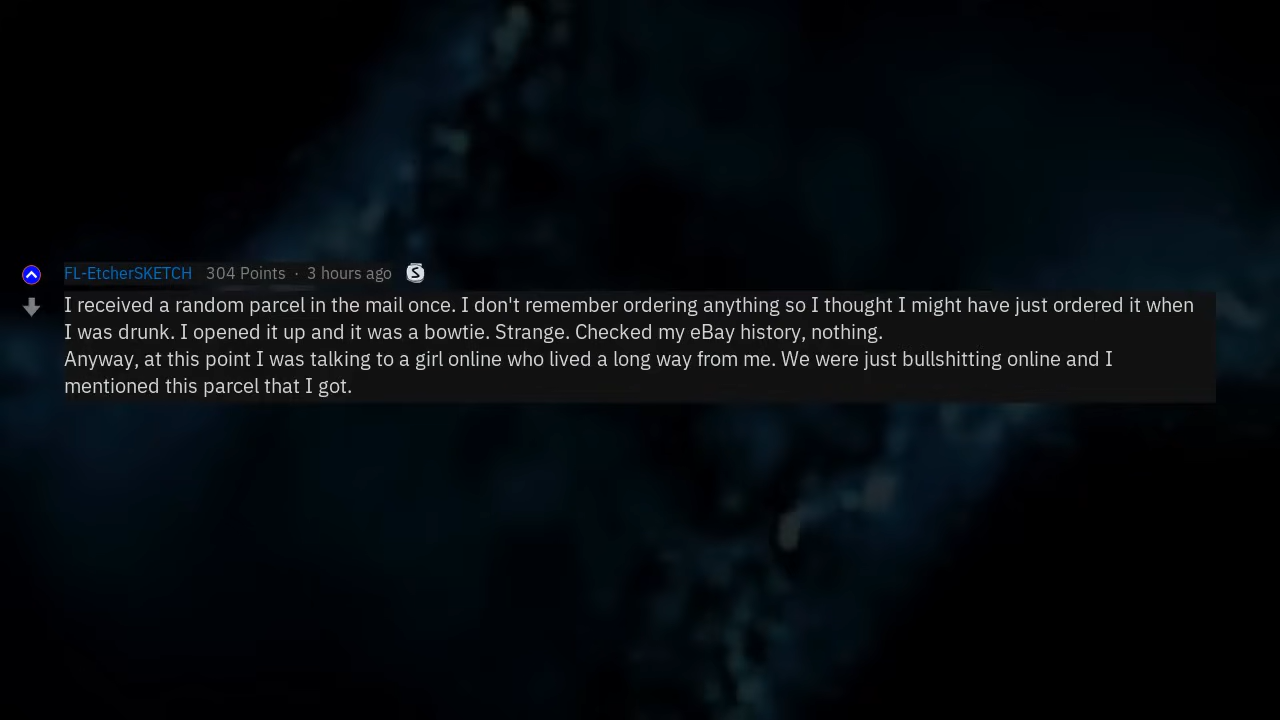 FL-EtcherSKETCH 304 Points · 3 hours ago S
I received a random parcel in the mail once. I don't remember ordering anything so I thought I might have just ordered it when
I was drunk. I opened it up and it was a bowtie. Strange. Checked my eBay history, nothing.
Anyway, at this point I was talking to a girl online who lived a long way from me. We were just bullshitting online and I
mentioned this parcel that I got.